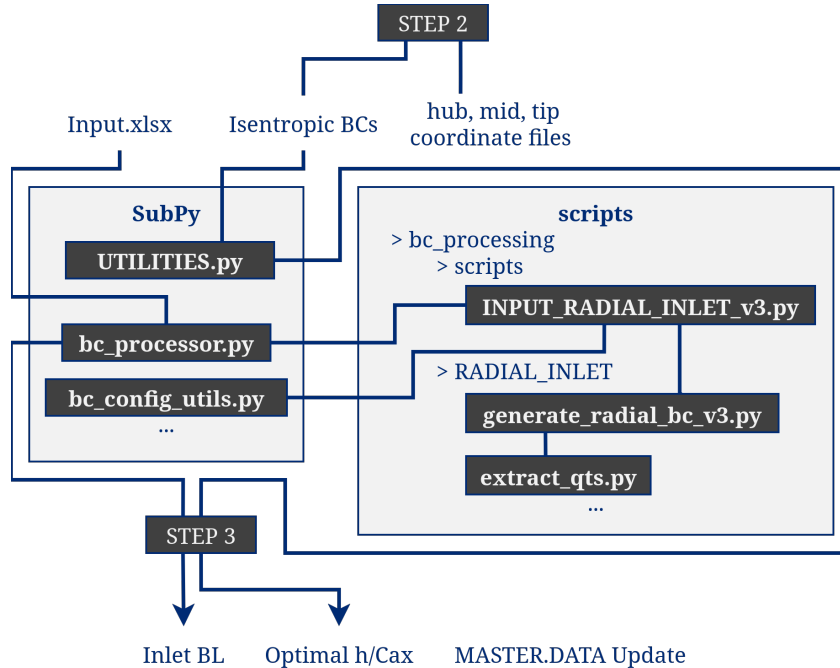 STEP 2
Input.xlsx
Isentropic BCs
hub, mid, tip
coordinate files
SubPy
UTILITIES.py
bc_processor.py
bc_config_utils.py
...
scripts
> bc_processing
> scripts
INPUT_RADIAL_INLET_v3.py
> RADIAL_INLET
generate_radial_bc_v3.py
extract_qts.py
...
STEP 3
Inlet BL
Optimal h/Cax
MASTER.DATA Update